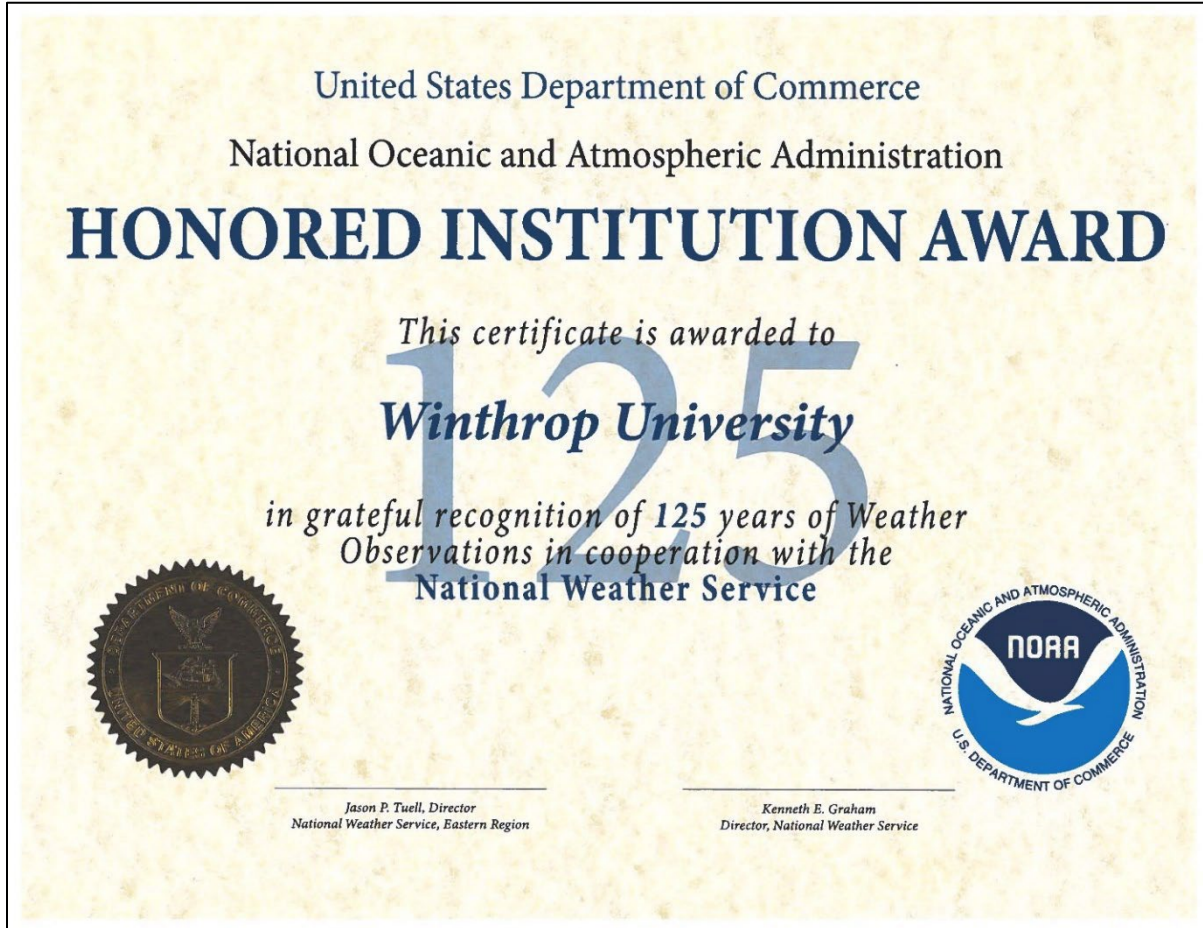 United States Department of Commerce
National Oceanic and Atmospheric Administration
HONORED INSTITUTION AWARD
This certificate is awarded to
125
Winthrop University
in grateful recognition of 125 years of Weather
Observations in cooperation with the
National Weather Service
DEPARTMENT OF COMMERCE
UNITED STATES OF AMERICA
NATIONAL OCEANIC AND ATMOSPHERIC ADMINISTRATION
NOAA
U.S. DEPARTMENT OF COMMERCE
Jason P. Tuell, Director
National Weather Service, Eastern Region
Kenneth E. Graham
Director, National Weather Service